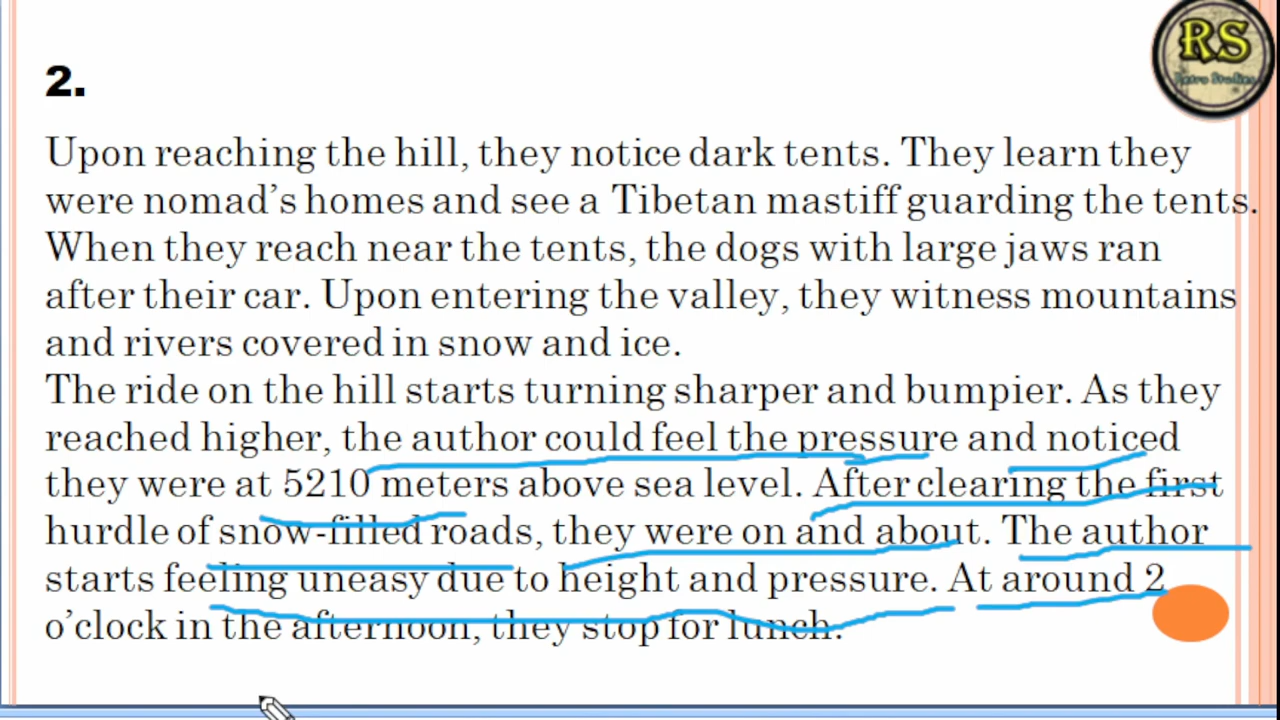 RS
Retro Studies
2.
Upon reaching the hill, they notice dark tents. They learn they
were nomad's homes and see a Tibetan mastiff guarding the tents.
When they reach near the tents, the dogs with large jaws ran
after their car. Upon entering the valley, they witness mountains
and rivers covered in snow and ice.
The ride on the hill starts turning sharper and bumpier. As they
reached higher, the author could feel the pressure and noticed
they were at 5210 meters above sea level. After clearing the first
hurdle of snow-filled roads, they were on and about. The author
starts feeling uneasy due to height and pressure. At around 2
o'clock in the afternoon, they stop for lunch.